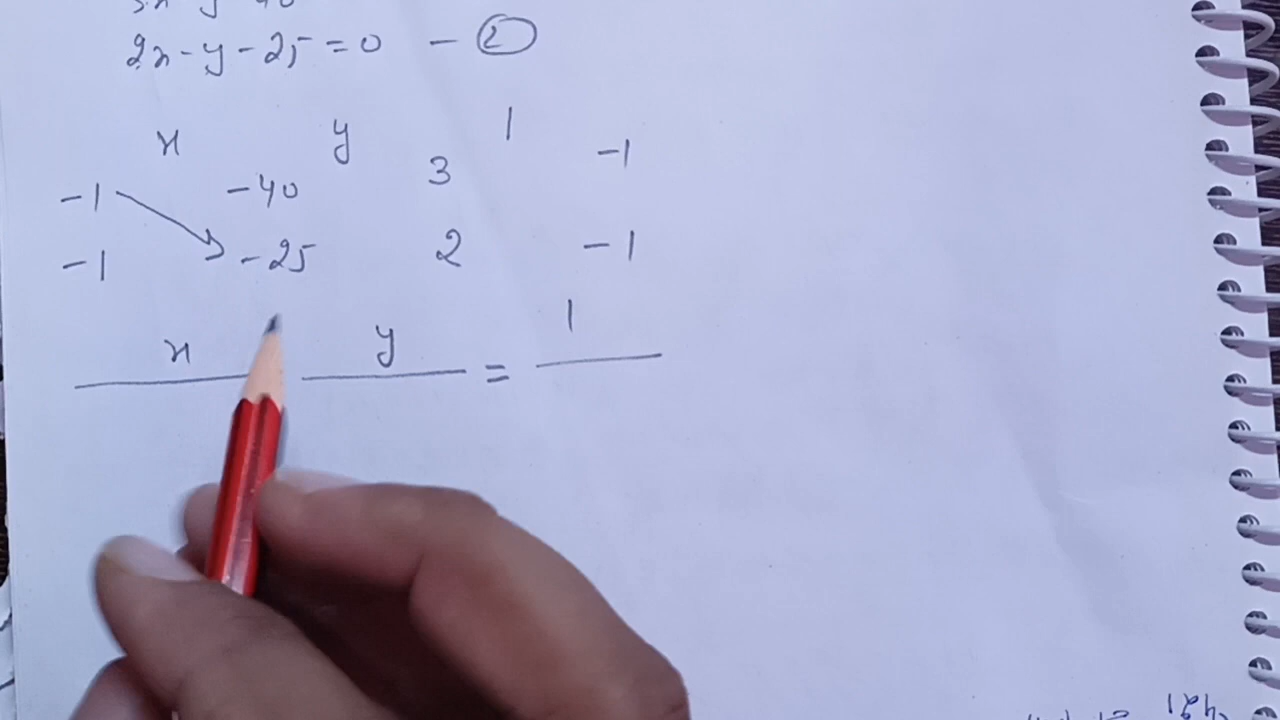 2x - y - 25 = 0 - ②
x y 1
-1 -40 3 -1
-1 -25 2 -1
x y = 1